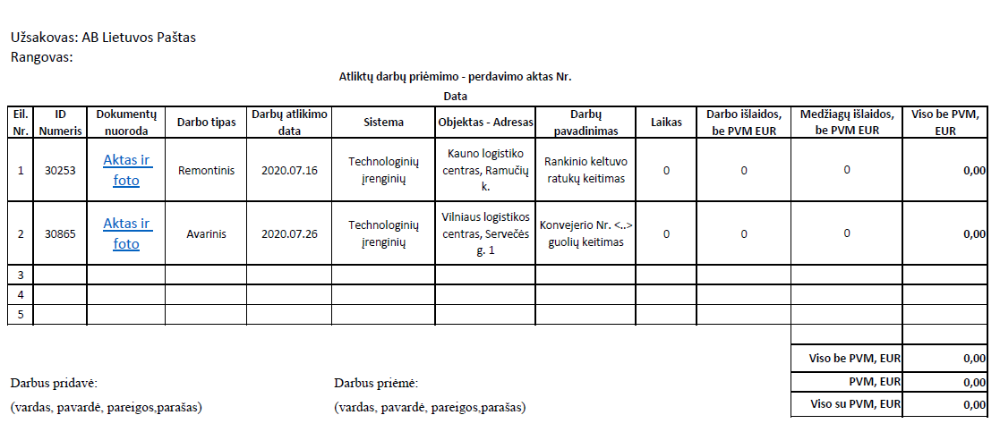 Užsakovas: AB Lietuvos Paštas
Rangovas:
Atliktų darbų priėmimo - perdavimo aktas Nr.
Data
Eil. Nr. ID Numeris Dokumentų nuoroda Darbo tipas Darbų atlikimo data Sistema Objektas - Adresas Darbų pavadinimas Laikas Darbo išlaidos, be PVM EUR Medžiagų išlaidos, be PVM EUR Viso be PVM, EUR
1 30253 Aktas ir foto Remontinis 2020.07.16 Technologinių įrenginių Kauno logistiko centras, Ramučių k. Rankinio keltuvo ratukų keitimas 0 0 0 0,00
2 30865 Aktas ir foto Avarinis 2020.07.26 Technologinių įrenginių Vilniaus logistikos centras, Servečės g. 1 Konvejerio Nr. <..> guolių keitimas 0 0 0 0,00
3
4
5
Viso be PVM, EUR 0,00
Darbus pridavė: Darbus priėmė: PVM, EUR 0,00
(vardas, pavardė, pareigos,parašas) (vardas, pavardė, pareigos,parašas) Viso su PVM, EUR 0,00